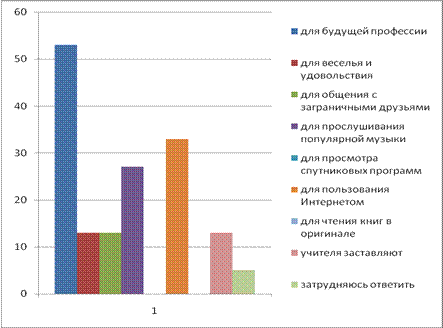 60
50
40
30
20
10
0
1
для будущей профессии
для веселья и
удовольствия
для общения с
заграничными друзьями
для прослушивания
популярной музыки
для просмотра
спутниковых программ
для пользования
Интернетом
для чтения книг в
оригинале
учителя заставляют
затрудняюсь ответить